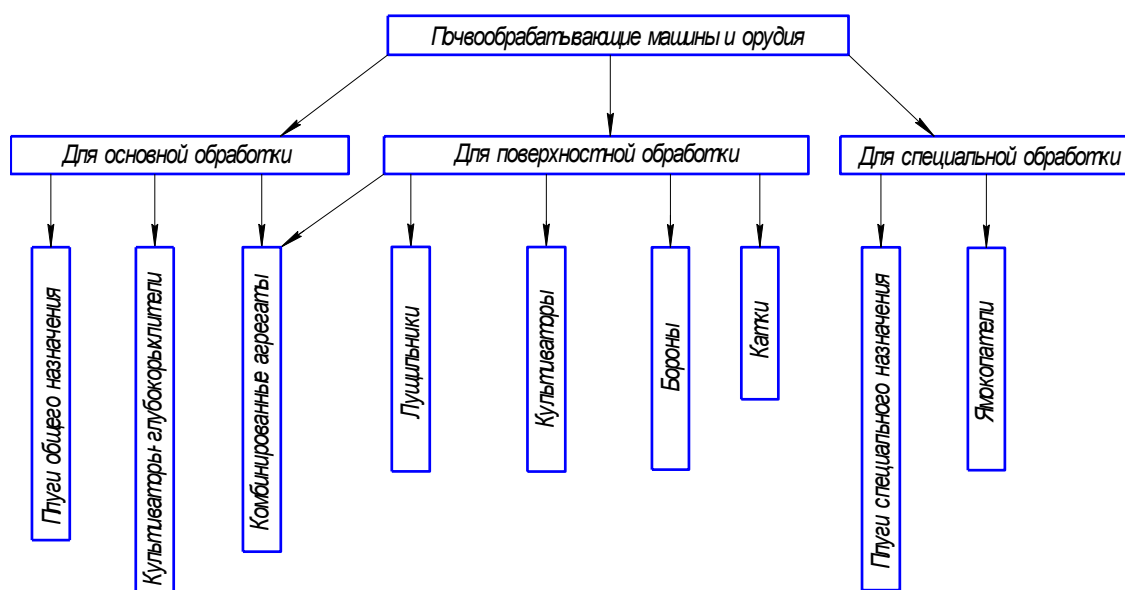 Почвообрабатывающие машины и орудия
Для основной обработки
Для поверхностной обработки
Для специальной обработки
Плуги общего назначения
Культиваторы-глубокорыхлители
Комбинированные агрегаты
Лущильники
Культиваторы
Бороны
Катки
Плуги специального назначения
Ямокопатели